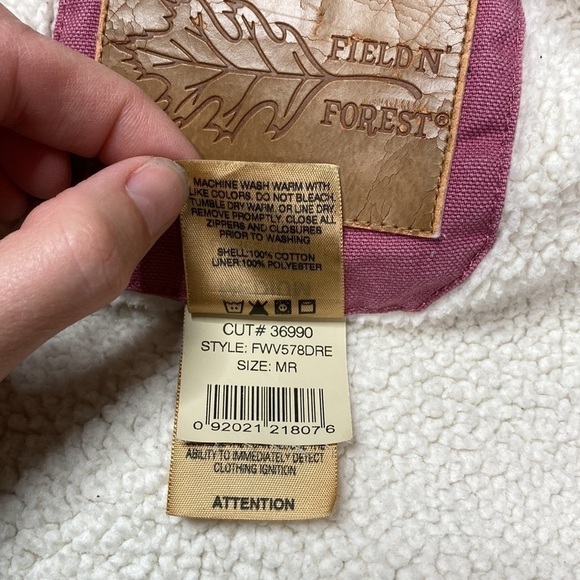 FIELD N'
FOREST©
MACHINE WASH WARM WITH
LIKE COLORS. DO NOT BLEACH.
TUMBLE DRY WARM, OR LINE DRY
REMOVE PROMPTLY. CLOSE ALL
ZIPPERS AND CLOSURES
PRIOR TO WASHING
SHELL:100% COTTON
LINER:100% POLYESTER
CUT# 36990
STYLE: FWV578DRE
SIZE: MR
0 92021 21807 6
ABILITY TO IMMEDIATELY DETECT
CLOTHING IGNITION
ATTENTION